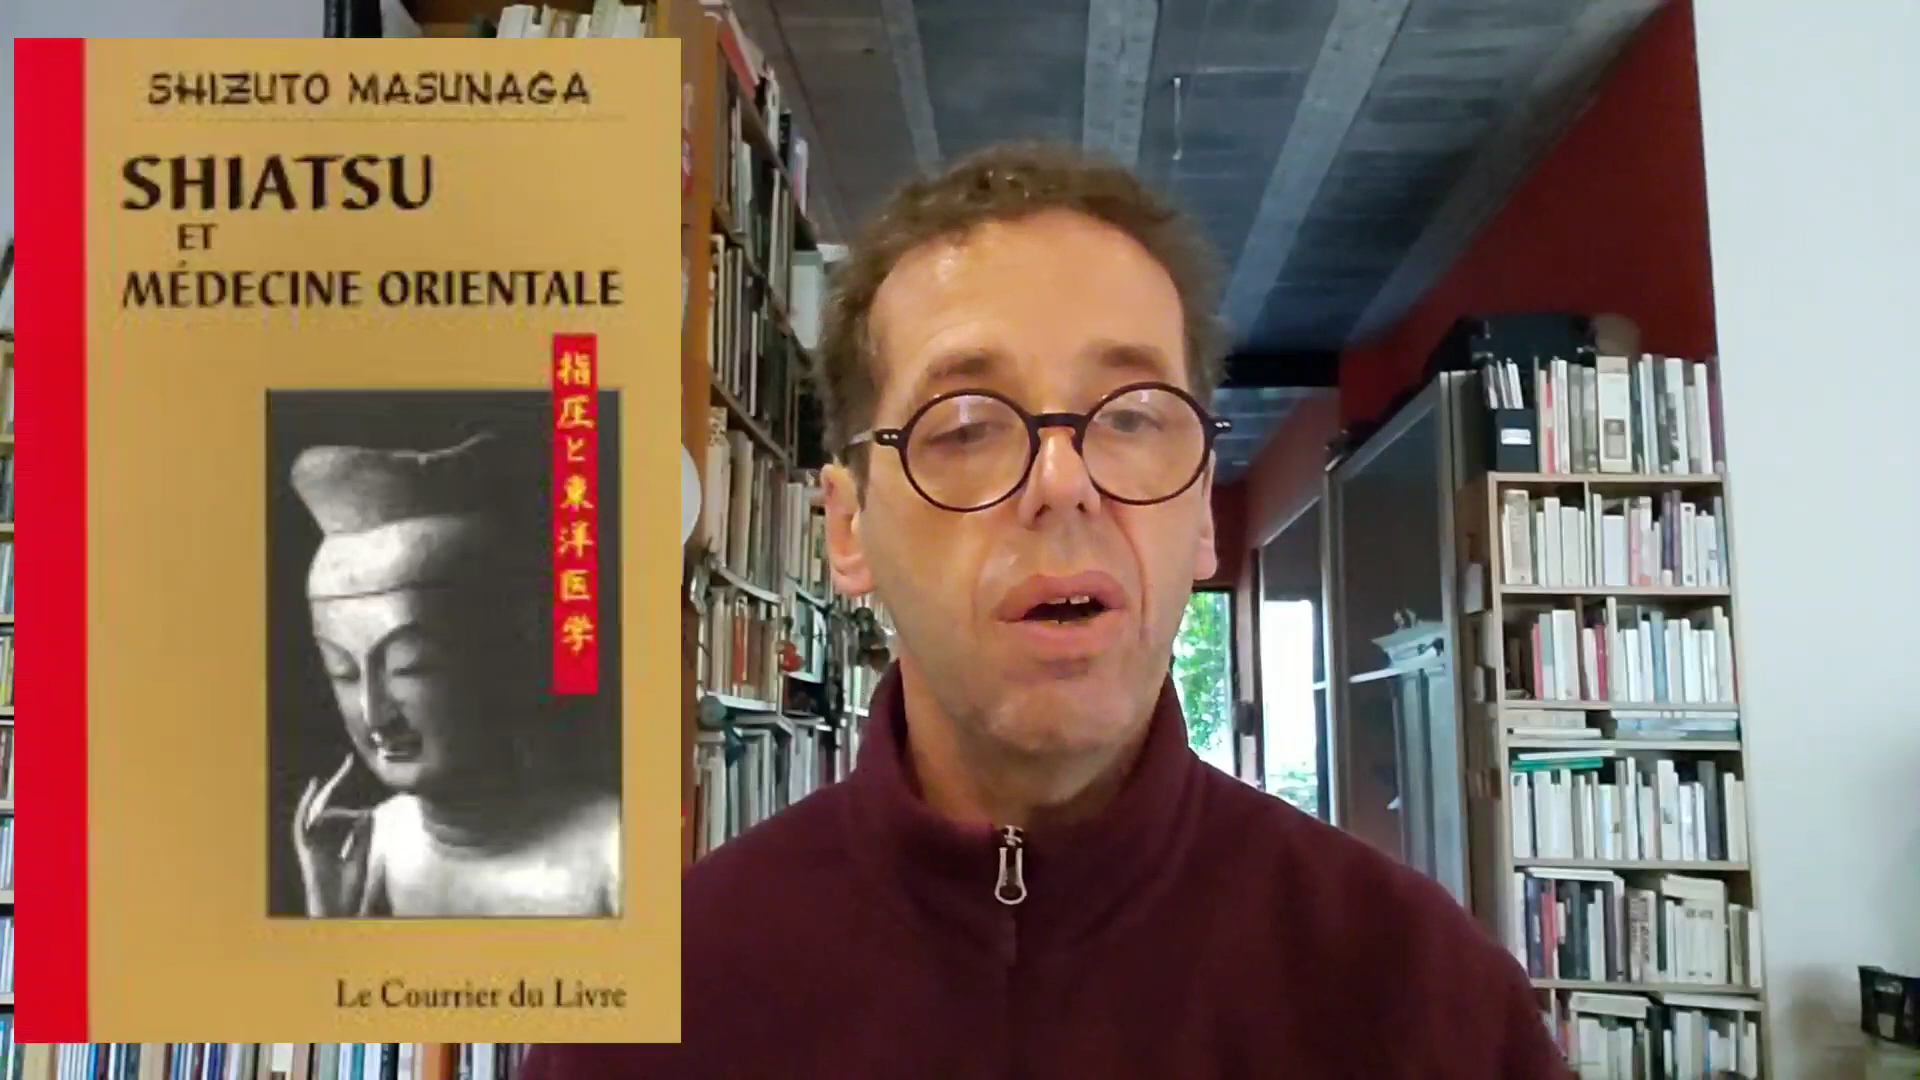 SHIZUTO MASUNAGA
SHIATSU
ET
MÉDECINE ORIENTALE
指圧と東洋医学
Le Courrier du Livre